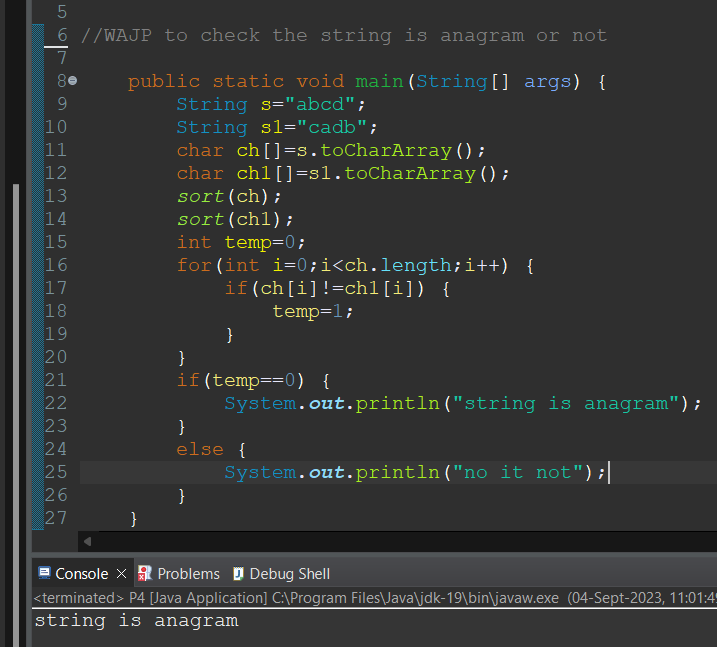 5
6 //WAJP to check the string is anagram or not
7
8 public static void main(String[] args) {
9 String s="abcd";
10 String s1="cadb";
11 char ch[]=s.toCharArray();
12 char ch1[]=s1.toCharArray();
13 sort(ch);
14 sort(ch1);
15 int temp=0;
16 for(int i=0;i<ch.length;i++) {
17 if(ch[i]!=ch1[i]) {
18 temp=1;
19 }
20 }
21 if(temp==0) {
22 System.out.println("string is anagram");
23 }
24 else {
25 System.out.println("no it not");
26 }
27 }
Console Problems Debug Shell
<terminated> P4 [Java Application] C:\Program Files\Java\jdk-19\bin\javaw.exe (04-Sept-2023, 11:01:49
string is anagram